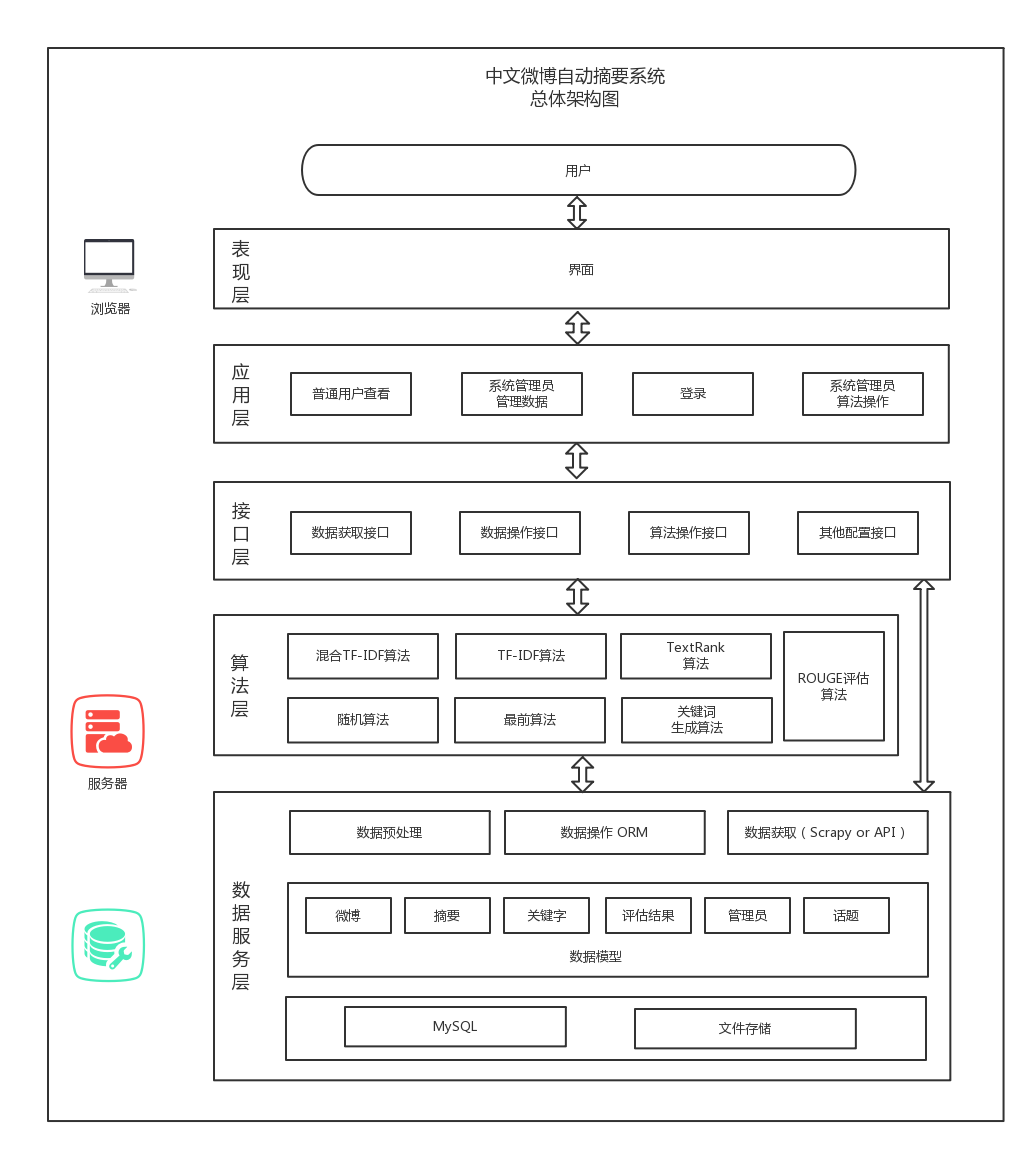 中文微博自动摘要系统
总体架构图
用户
表
现
层
界面
浏览器
应
用
层
普通用户查看
系统管理员
管理数据
登录
系统管理员
算法操作
接
口
层
数据获取接口
数据操作接口
算法操作接口
其他配置接口
算
法
层
混合TF-IDF算法
TF-IDF算法
TextRank
算法
ROUGE评估
算法
随机算法
最前算法
关键词
生成算法
服务器
数
据
服
务
层
数据预处理
数据操作 ORM
数据获取（Scrapy or API）
微博
摘要
关键字
评估结果
管理员
话题
数据模型
MySQL
文件存储